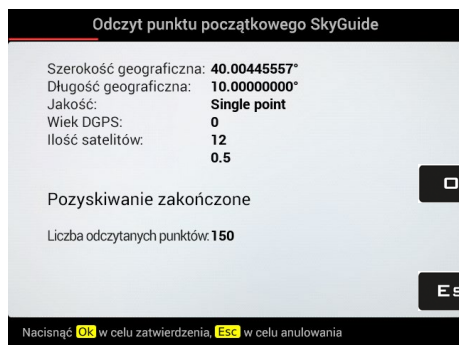 Odczyt punktu początkowego SkyGuide
Szerokość geograficzna: 40.00445557°
Długość geograficzna: 10.00000000°
Jakość: Single point
Wiek DGPS: 0
Ilość satelitów: 12
0.5
Pozyskiwanie zakończone
Liczba odczytanych punktów: 150
Nacisnąć Ok w celu zatwierdzenia, Esc w celu anulowania